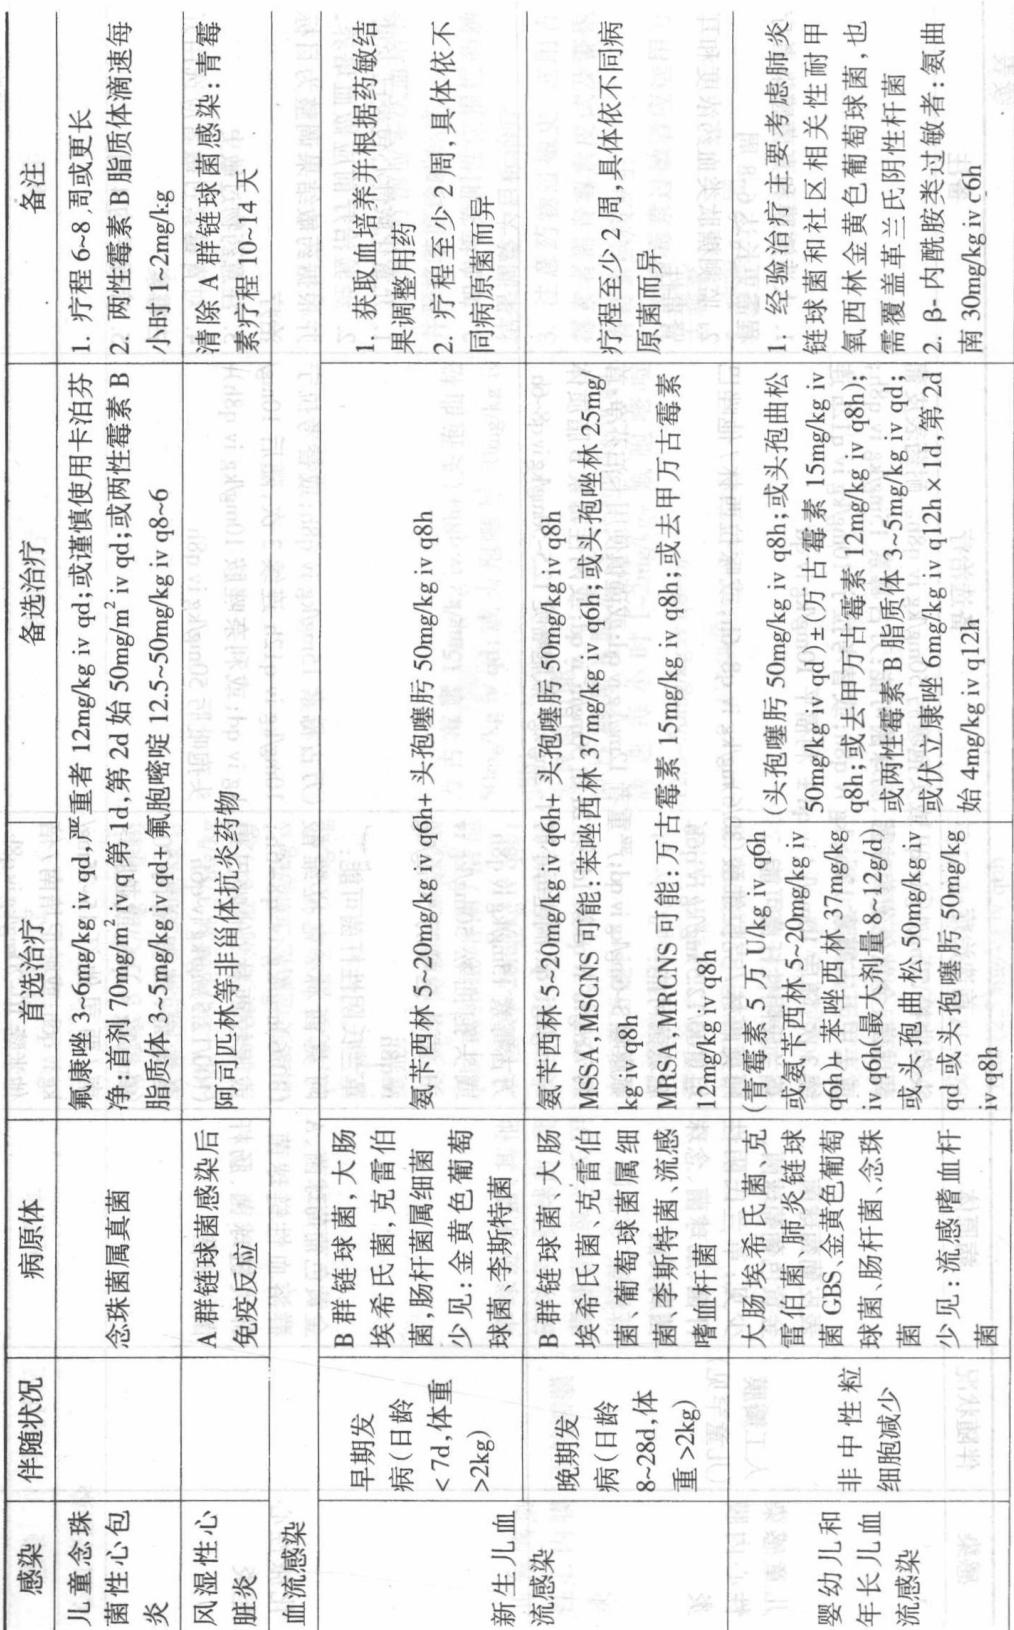 感染 伴随状况 病原体 首选治疗 备选治疗 备注
儿童念珠
菌性心包
炎
念珠菌属真菌
氟康唑 3~6mg/kg iv qd,严重者 12mg/kg iv qd;或谨慎使用卡泊芬
净:首剂 70mg/m² iv q 第 1d,第 2d 始 50mg/m² iv qd;或两性霉素 B
脂质体 3~5mg/kg iv qd+ 氟胞嘧啶 12.5~50mg/kg iv q8~6
1. 疗程 6~8 周或更长
2. 两性霉素 B 脂质体滴速每
小时 1~2mg/kg
风湿性心
脏炎
A 群链球菌感染后
免疫反应
阿司匹林等非甾体抗炎药物
清除 A 群链球菌感染:青霉
素疗程 10~14 天
血流感染
新生儿血
流感染
早期发
病(日龄
<7d,体重
>2kg)
B 群链球菌,大肠
埃希氏菌,克雷伯
菌,肠杆菌属细菌
少见:金黄色葡萄
球菌、李斯特菌
氨苄西林 5~20mg/kg iv q6h+ 头孢噻肟 50mg/kg iv q8h
1. 获取血培养并根据药敏结
果调整用药
2. 疗程至少 2 周,具体依不
同病原菌而异
晚期发
病(日龄
8~28d,体
重 >2kg)
B 群链球菌、大肠
埃希氏菌、克雷伯
菌、葡萄球菌属细
菌、李斯特菌、流感
嗜血杆菌
氨苄西林 5~20mg/kg iv q6h+ 头孢噻肟 50mg/kg iv q8h
MSSA,MSCNS 可能:苯唑西林 37mg/kg iv q6h;或头孢唑林 25mg/
kg iv q8h
MRSA,MRCNS 可能:万古霉素 15mg/kg iv q8h;或去甲万古霉素
12mg/kg iv q8h
疗程至少 2 周,具体依不同病
原菌而异
婴幼儿和
年长儿血
流感染
非中性粒
细胞减少
大肠埃希氏菌、克
雷伯菌、肺炎链球
菌 GBS、金黄色葡萄
球菌、肠杆菌、念珠
菌
少见:流感嗜血杆
菌
(青霉素 5 万 U/kg iv q6h
或氨苄西林 5~20mg/kg iv
q6h)+ 苯唑西林 37mg/kg
iv q6h(最大剂量 8~12g/d)
或头孢曲松 50mg/kg iv
qd 或头孢噻肟 50mg/kg
iv q8h
(头孢噻肟 50mg/kg iv q8h;或头孢曲松
50mg/kg iv qd)±(万古霉素 15mg/kg iv
q8h;或去甲万古霉素 12mg/kg iv q8h);
或两性霉素 B 脂质体 3~5mg/kg iv qd;
或伏立康唑 6mg/kg iv q12h×1d,第 2d
始 4mg/kg iv q12h
1. 经验治疗主要考虑肺炎
链球菌和社区相关性耐甲
氧西林金黄色葡萄球菌,也
需覆盖革兰氏阴性杆菌
2. β- 内酰胺类过敏者:氨曲
南 30mg/kg iv c6h